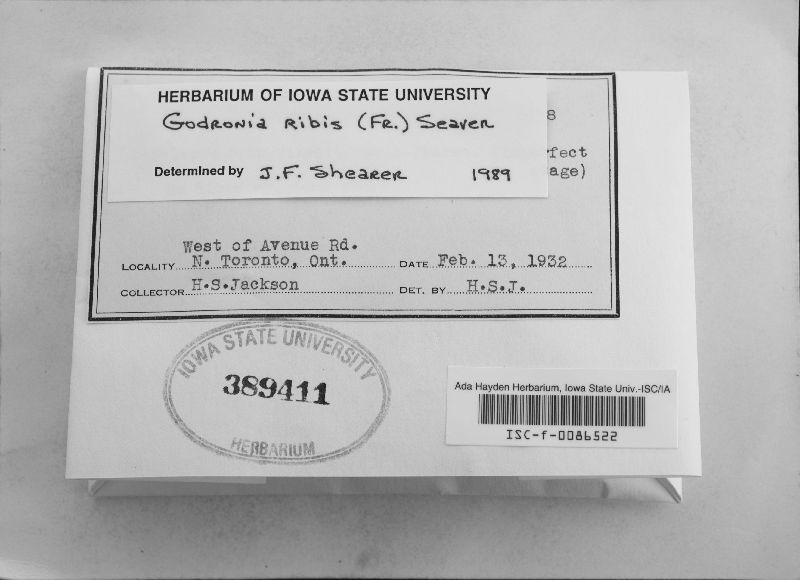 HERBARIUM OF IOWA STATE UNIVERSITY
Godronia Ribis (Fr.) Seaver
Determined by J.F. Shearer 1989
8
rfect
age)
West of Avenue Rd.
LOCALITY N. Toronto, Ont. DATE Feb. 13, 1932
COLLECTOR H.S.Jackson DET. BY H.S.J.
IOWA STATE UNIVERSITY
389411
HERBARIUM
Ada Hayden Herbarium, Iowa State Univ.-ISC/IA
ISC-f-0086522